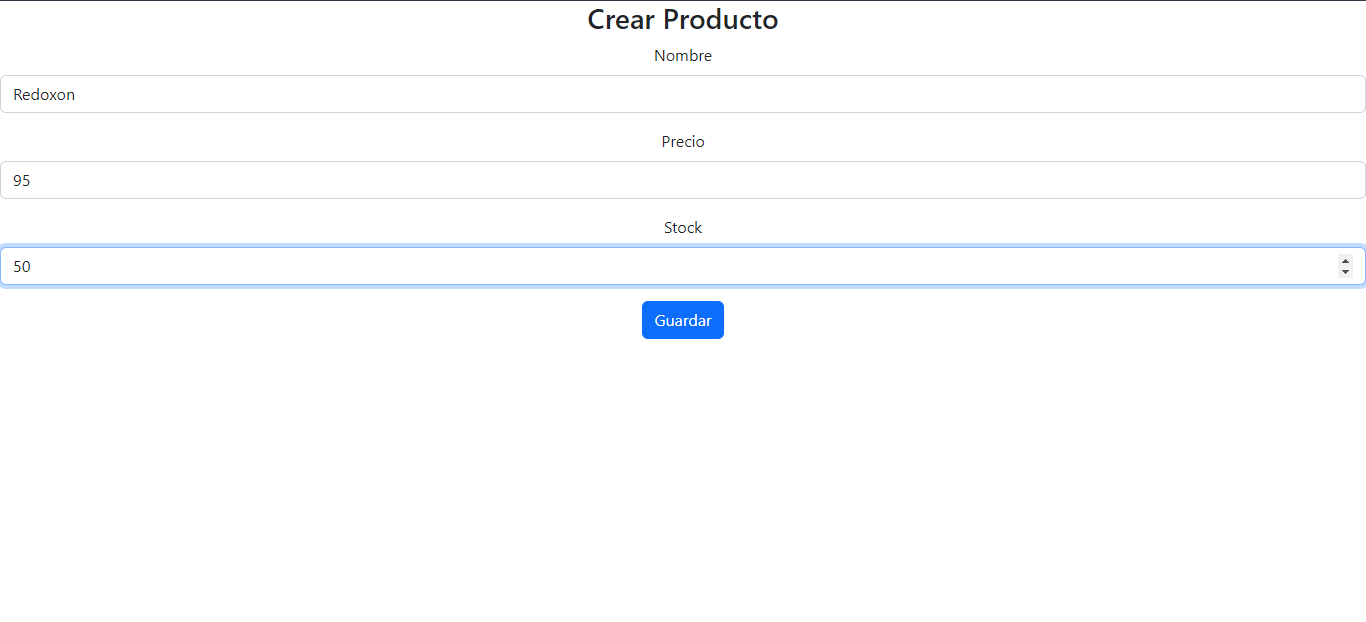 Crear Producto
Nombre
Redoxon
Precio
95
Stock
50
Guardar